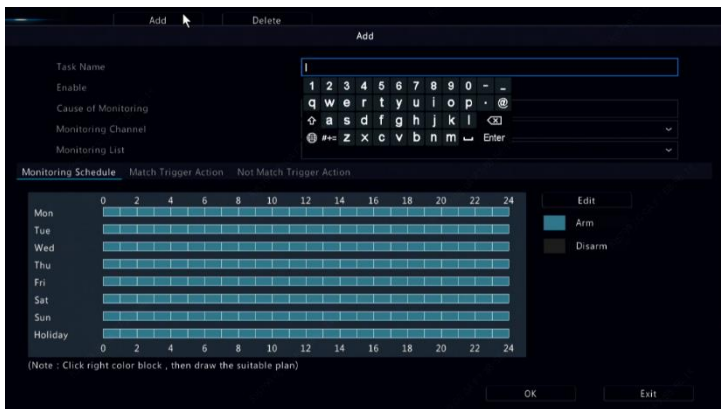 Add Delete
Add
Task Name
Enable
1 2 3 4 5 6 7 8 9 0 - _
Cause of Monitoring
q w e r t y u i o p . @
a s d f g h j k l
Monitoring Channel
#+= z x c v b n m Enter
Monitoring List
Monitoring Schedule Match Trigger Action Not Match Trigger Action
0 2 4 6 8 10 12 14 16 18 20 22 24
Edit
Mon
Arm
Tue
Wed
Disarm
Thu
Fri
Sat
Sun
Holiday
0 2 4 6 8 10 12 14 16 18 20 22 24
(Note : Click right color block , then draw the suitable plan)
OK Exit